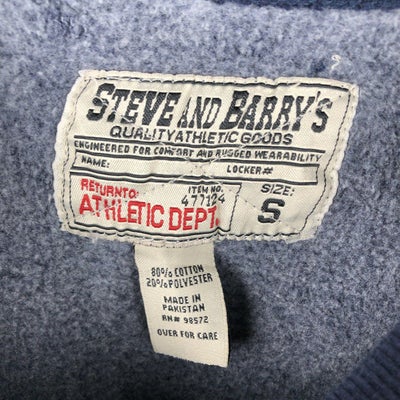 STEVE AND BARRY'S
QUALITY ATHLETIC GOODS
ENGINEERED FOR COMFORT AND RUGGED WEARABILITY
NAME: LOCKER#
RETURN TO: ITEM NO. SIZE:
ATHLETIC DEPT. 477124 S
80% COTTON
20% POLYESTER
MADE IN
PAKISTAN
RN# 98572
OVER FOR CARE